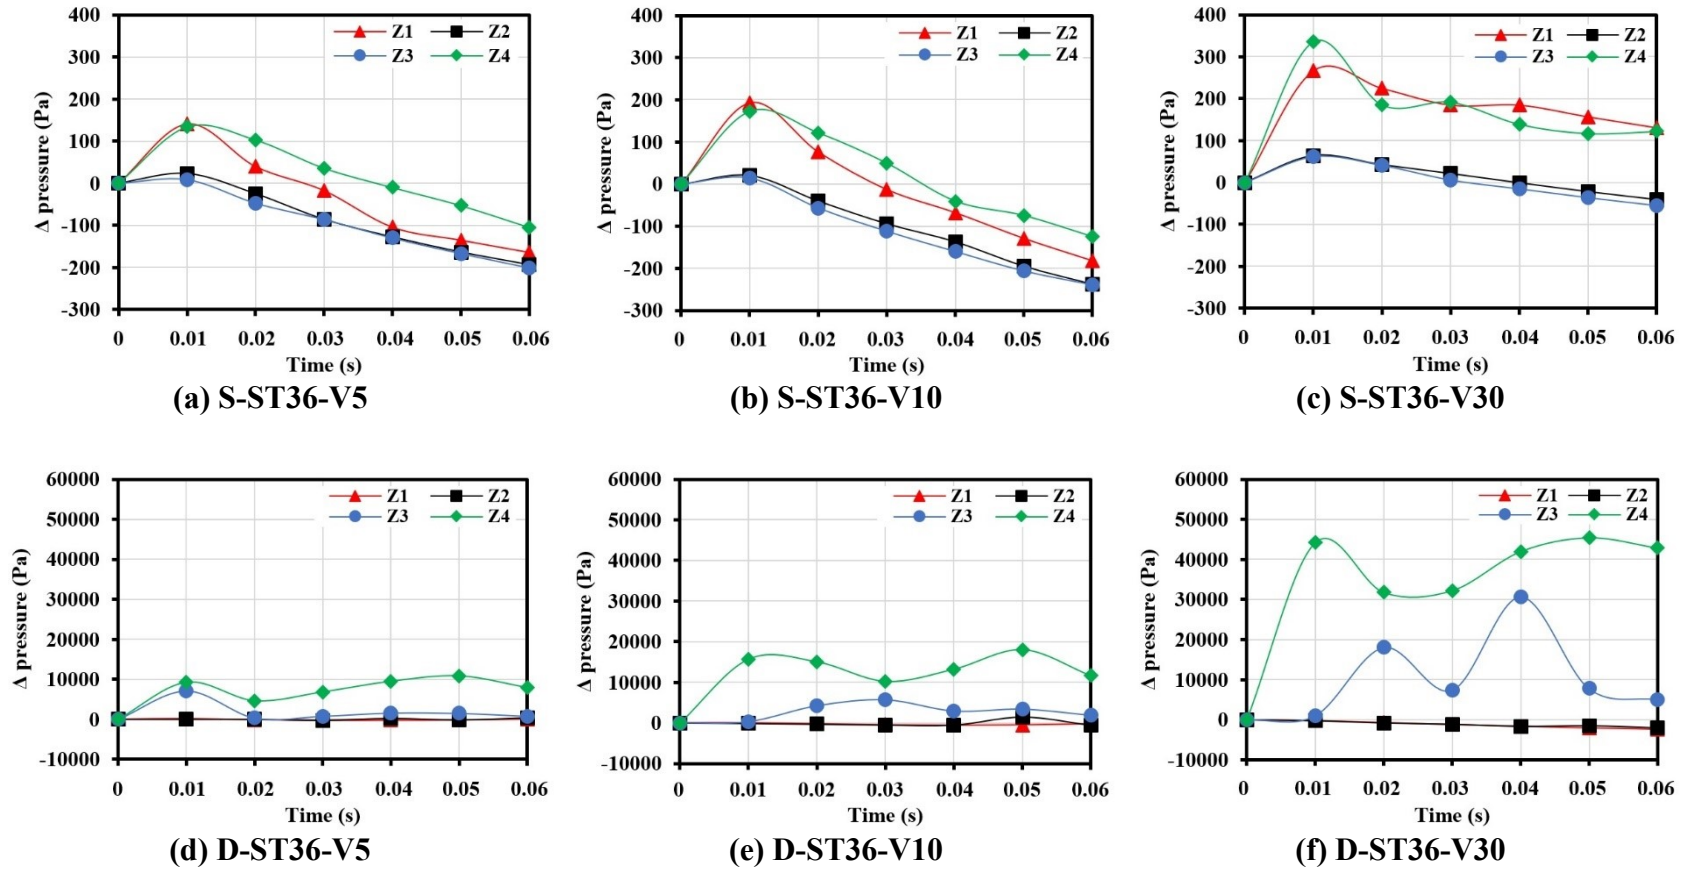 400
300
200
100
0
-100
-200
-300
Δ pressure (Pa)
Z1 Z2
Z3 Z4
0 0.01 0.02 0.03 0.04 0.05 0.06
Time (s)
(a) S-ST36-V5
400
300
200
100
0
-100
-200
-300
Δ pressure (Pa)
Z1 Z2
Z3 Z4
0 0.01 0.02 0.03 0.04 0.05 0.06
Time (s)
(b) S-ST36-V10
400
300
200
100
0
-100
-200
-300
Δ pressure (Pa)
Z1 Z2
Z3 Z4
0 0.01 0.02 0.03 0.04 0.05 0.06
Time (s)
(c) S-ST36-V30
60000
50000
40000
30000
20000
10000
0
-10000
Δ pressure (Pa)
Z1 Z2
Z3 Z4
0 0.01 0.02 0.03 0.04 0.05 0.06
Time (s)
(d) D-ST36-V5
60000
50000
40000
30000
20000
10000
0
-10000
Δ pressure (Pa)
Z1 Z2
Z3 Z4
0 0.01 0.02 0.03 0.04 0.05 0.06
Time (s)
(e) D-ST36-V10
60000
50000
40000
30000
20000
10000
0
-10000
Δ pressure (Pa)
Z1 Z2
Z3 Z4
0 0.01 0.02 0.03 0.04 0.05 0.06
Time (s)
(f) D-ST36-V30